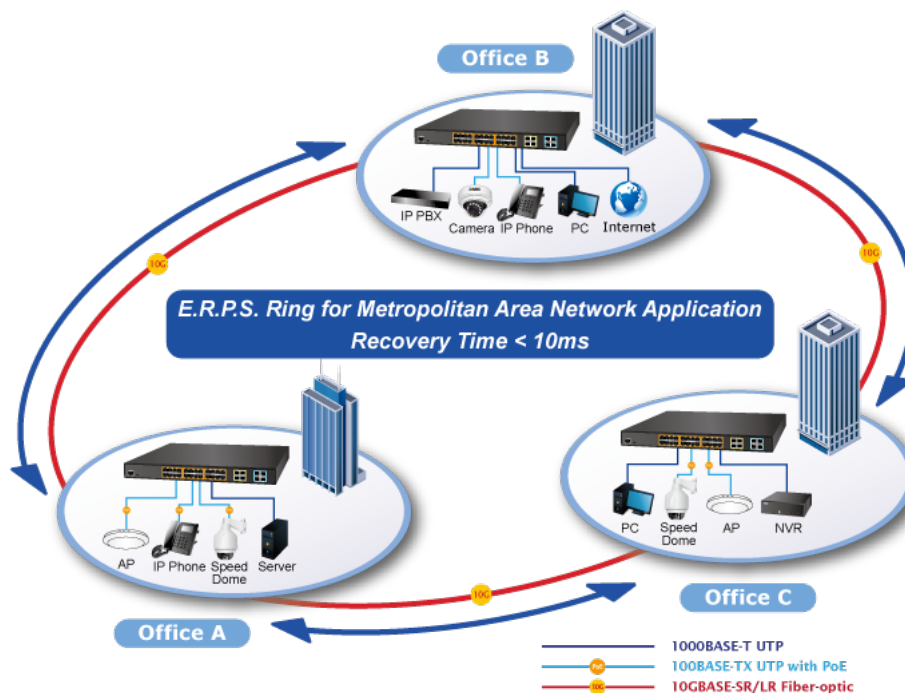 Office B
IP PBX
Camera
IP Phone
PC
Internet
10G
10G
E.R.P.S. Ring for Metropolitan Area Network Application
Recovery Time < 10ms
AP
IP Phone
Speed
Dome
Server
PC
Speed
Dome
AP
NVR
10G
Office A
Office C
1000BASE-T UTP
PoE
100BASE-TX UTP with PoE
10G
10GBASE-SR/LR Fiber-optic